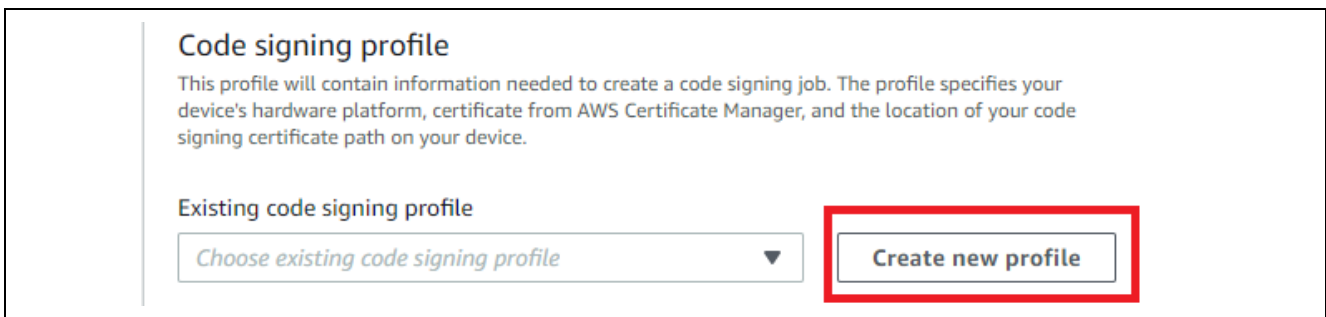 Code signing profile
This profile will contain information needed to create a code signing job. The profile specifies your
device's hardware platform, certificate from AWS Certificate Manager, and the location of your code
signing certificate path on your device.
Existing code signing profile
Choose existing code signing profile
Create new profile